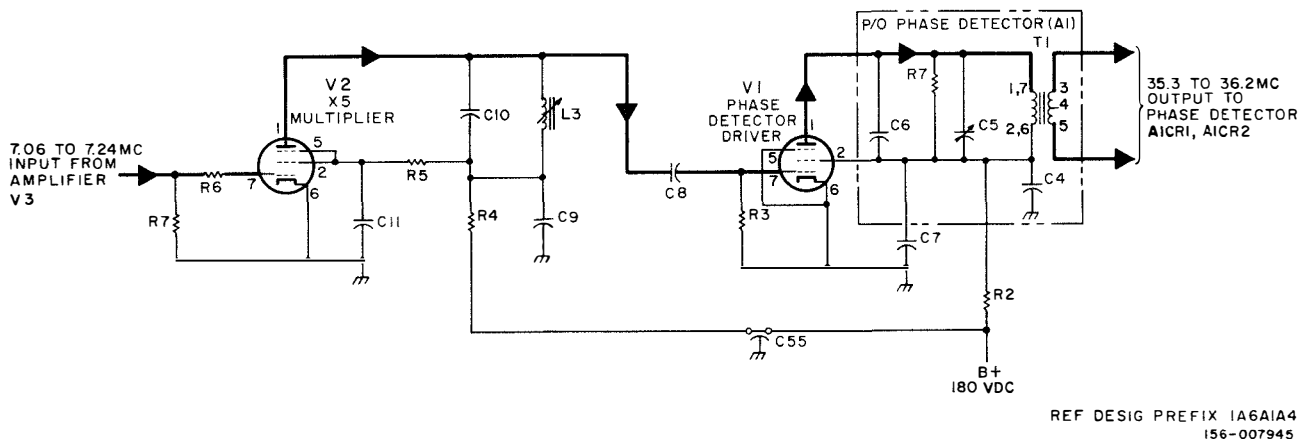 P/O PHASE DETECTOR (A1)
T1
V2
X5
MULTIPLIER
1
5
2
7
6
7.06 TO 7.24MC
INPUT FROM
AMPLIFIER
V3
R6
R7
C11
R5
C10
L3
R4
C9
C8
R3
V1
PHASE
DETECTOR
DRIVER
1
5
2
7
6
C6
R7
C5
1,7
2,6
3
4
5
C4
C7
R2
35.3 TO 36.2MC
OUTPUT TO
PHASE DETECTOR
A1CR1, A1CR2
C55
B+
180 VDC
REF DESIG PREFIX 1A6A1A4
156-007945